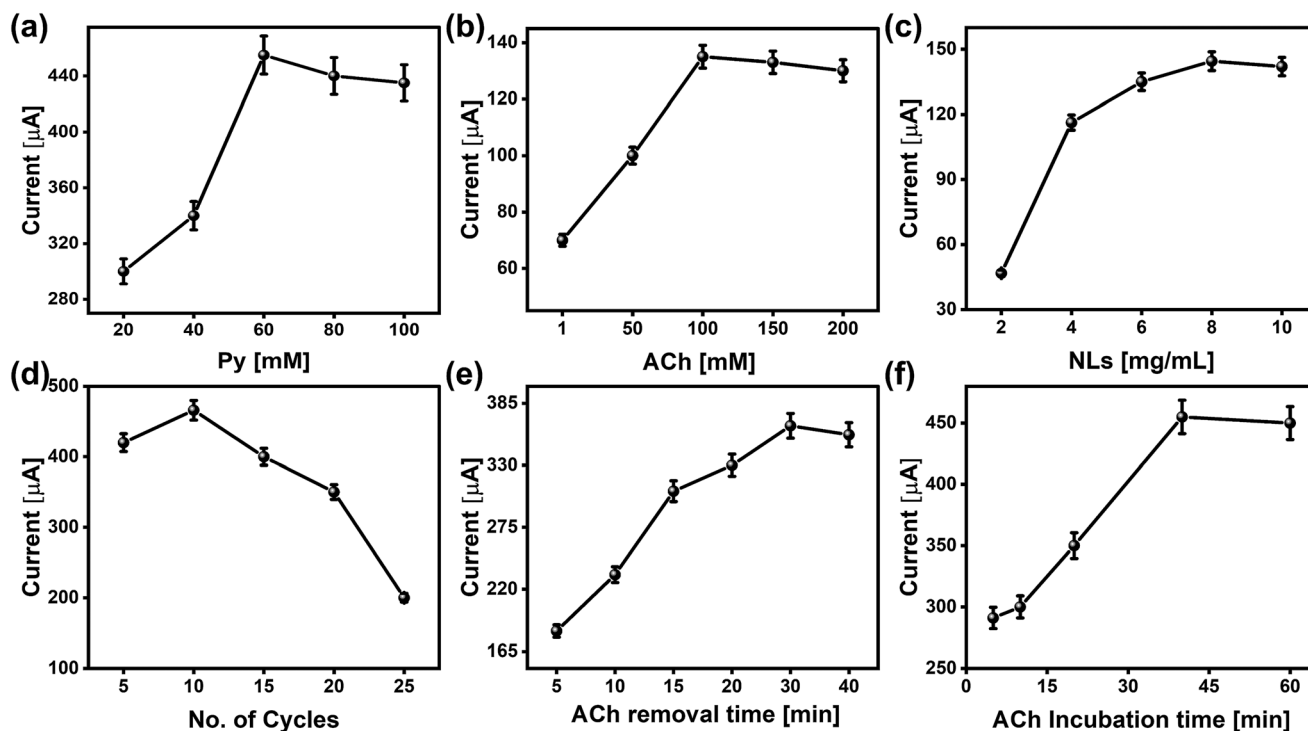 (a)
Current [μA]
440
400
360
320
280
20 40 60 80 100
Py [mM]
(b)
Current [μA]
140
120
100
80
60
1 50 100 150 200
ACh [mM]
(c)
Current [μA]
150
120
90
60
30
2 4 6 8 10
NLs [mg/mL]
(d)
Current [μA]
500
400
300
200
100
5 10 15 20 25
No. of Cycles
(e)
Current [μA]
385
330
275
220
165
5 10 15 20 30 40
ACh removal time [min]
(f)
Current [μA]
450
400
350
300
250
0 15 30 45 60
ACh Incubation time [min]